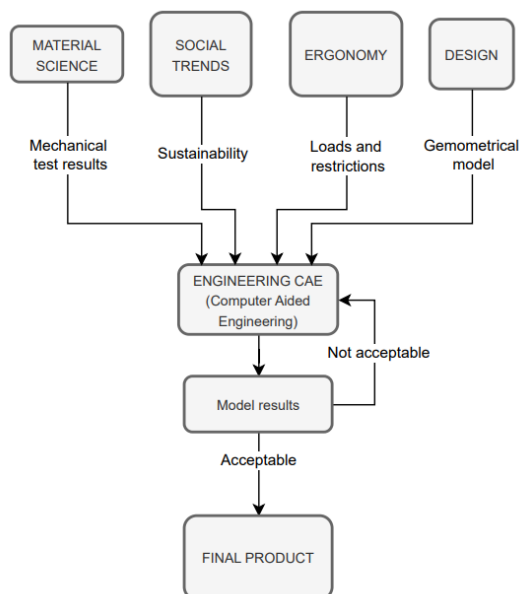 MATERIAL
SCIENCE
SOCIAL
TRENDS
ERGONOMY
DESIGN
Mechanical
test results
Sustainability
Loads and
restrictions
Gemometrical
model
ENGINEERING CAE
(Computer Aided
Engineering)
Not acceptable
Model results
Acceptable
FINAL PRODUCT